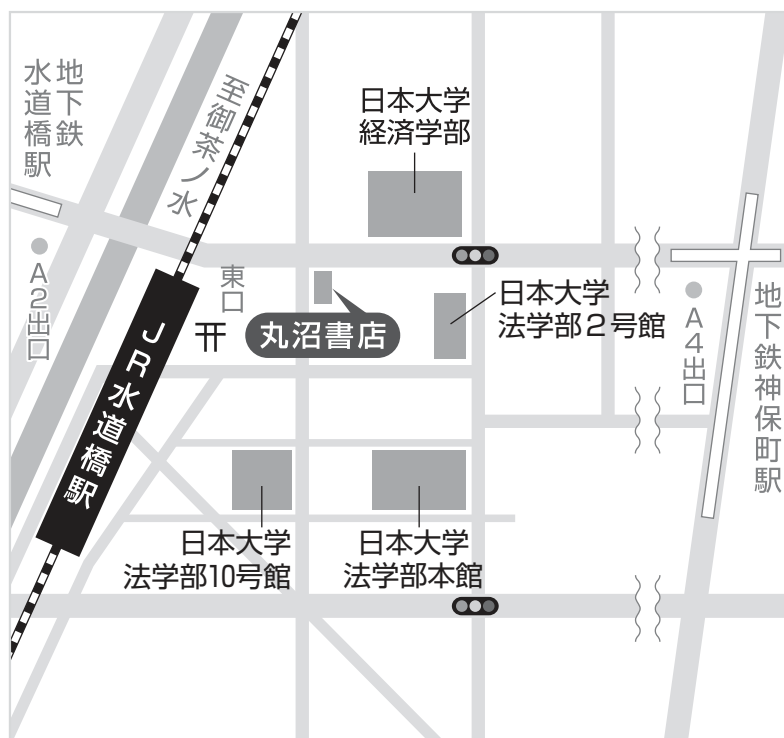 地下鉄
水道橋駅
至御茶ノ水
日本大学
経済学部
A2出口
東口
丸沼書店
日本大学
法学部2号館
A4出口
地下鉄神保町駅
JR水道橋駅
日本大学
法学部10号館
日本大学
法学部本館